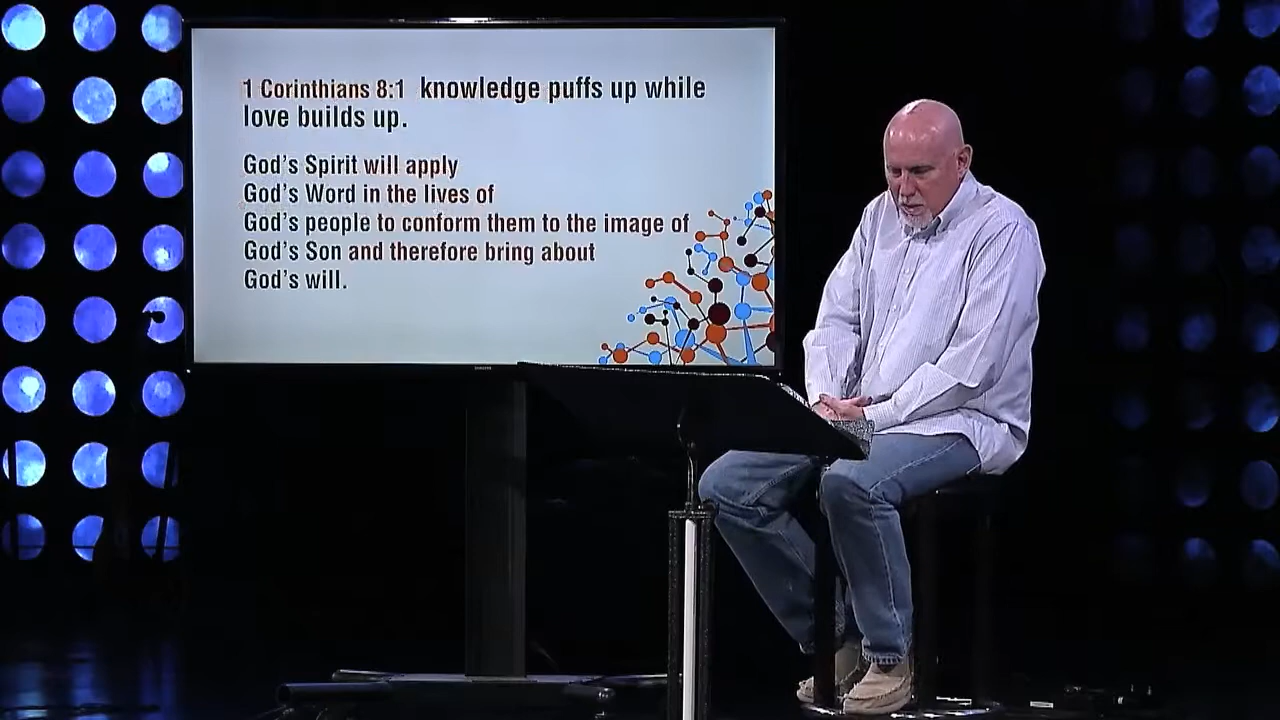 1 Corinthians 8:1 knowledge puffs up while
love builds up.
God's Spirit will apply
God's Word in the lives of
God's people to conform them to the image of
God's Son and therefore bring about
God's will.
SAMSUNG